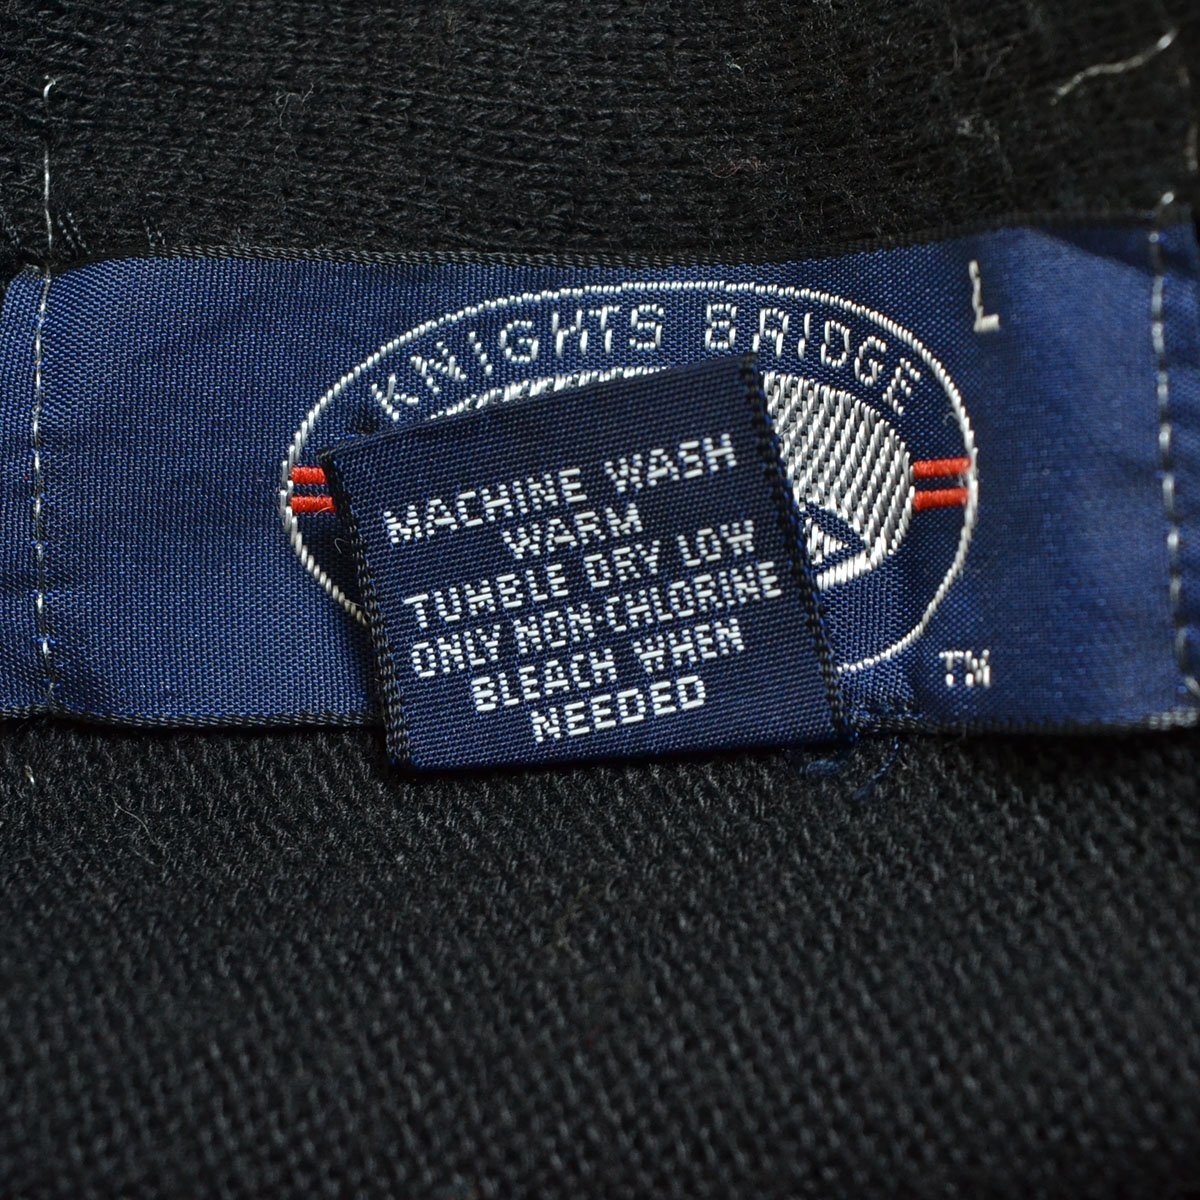 KNIGHTS BRIDGE
L
MACHINE WASH
WARM
TUMBLE DRY LOW
ONLY NON-CHLORINE
BLEACH WHEN
NEEDED
TM